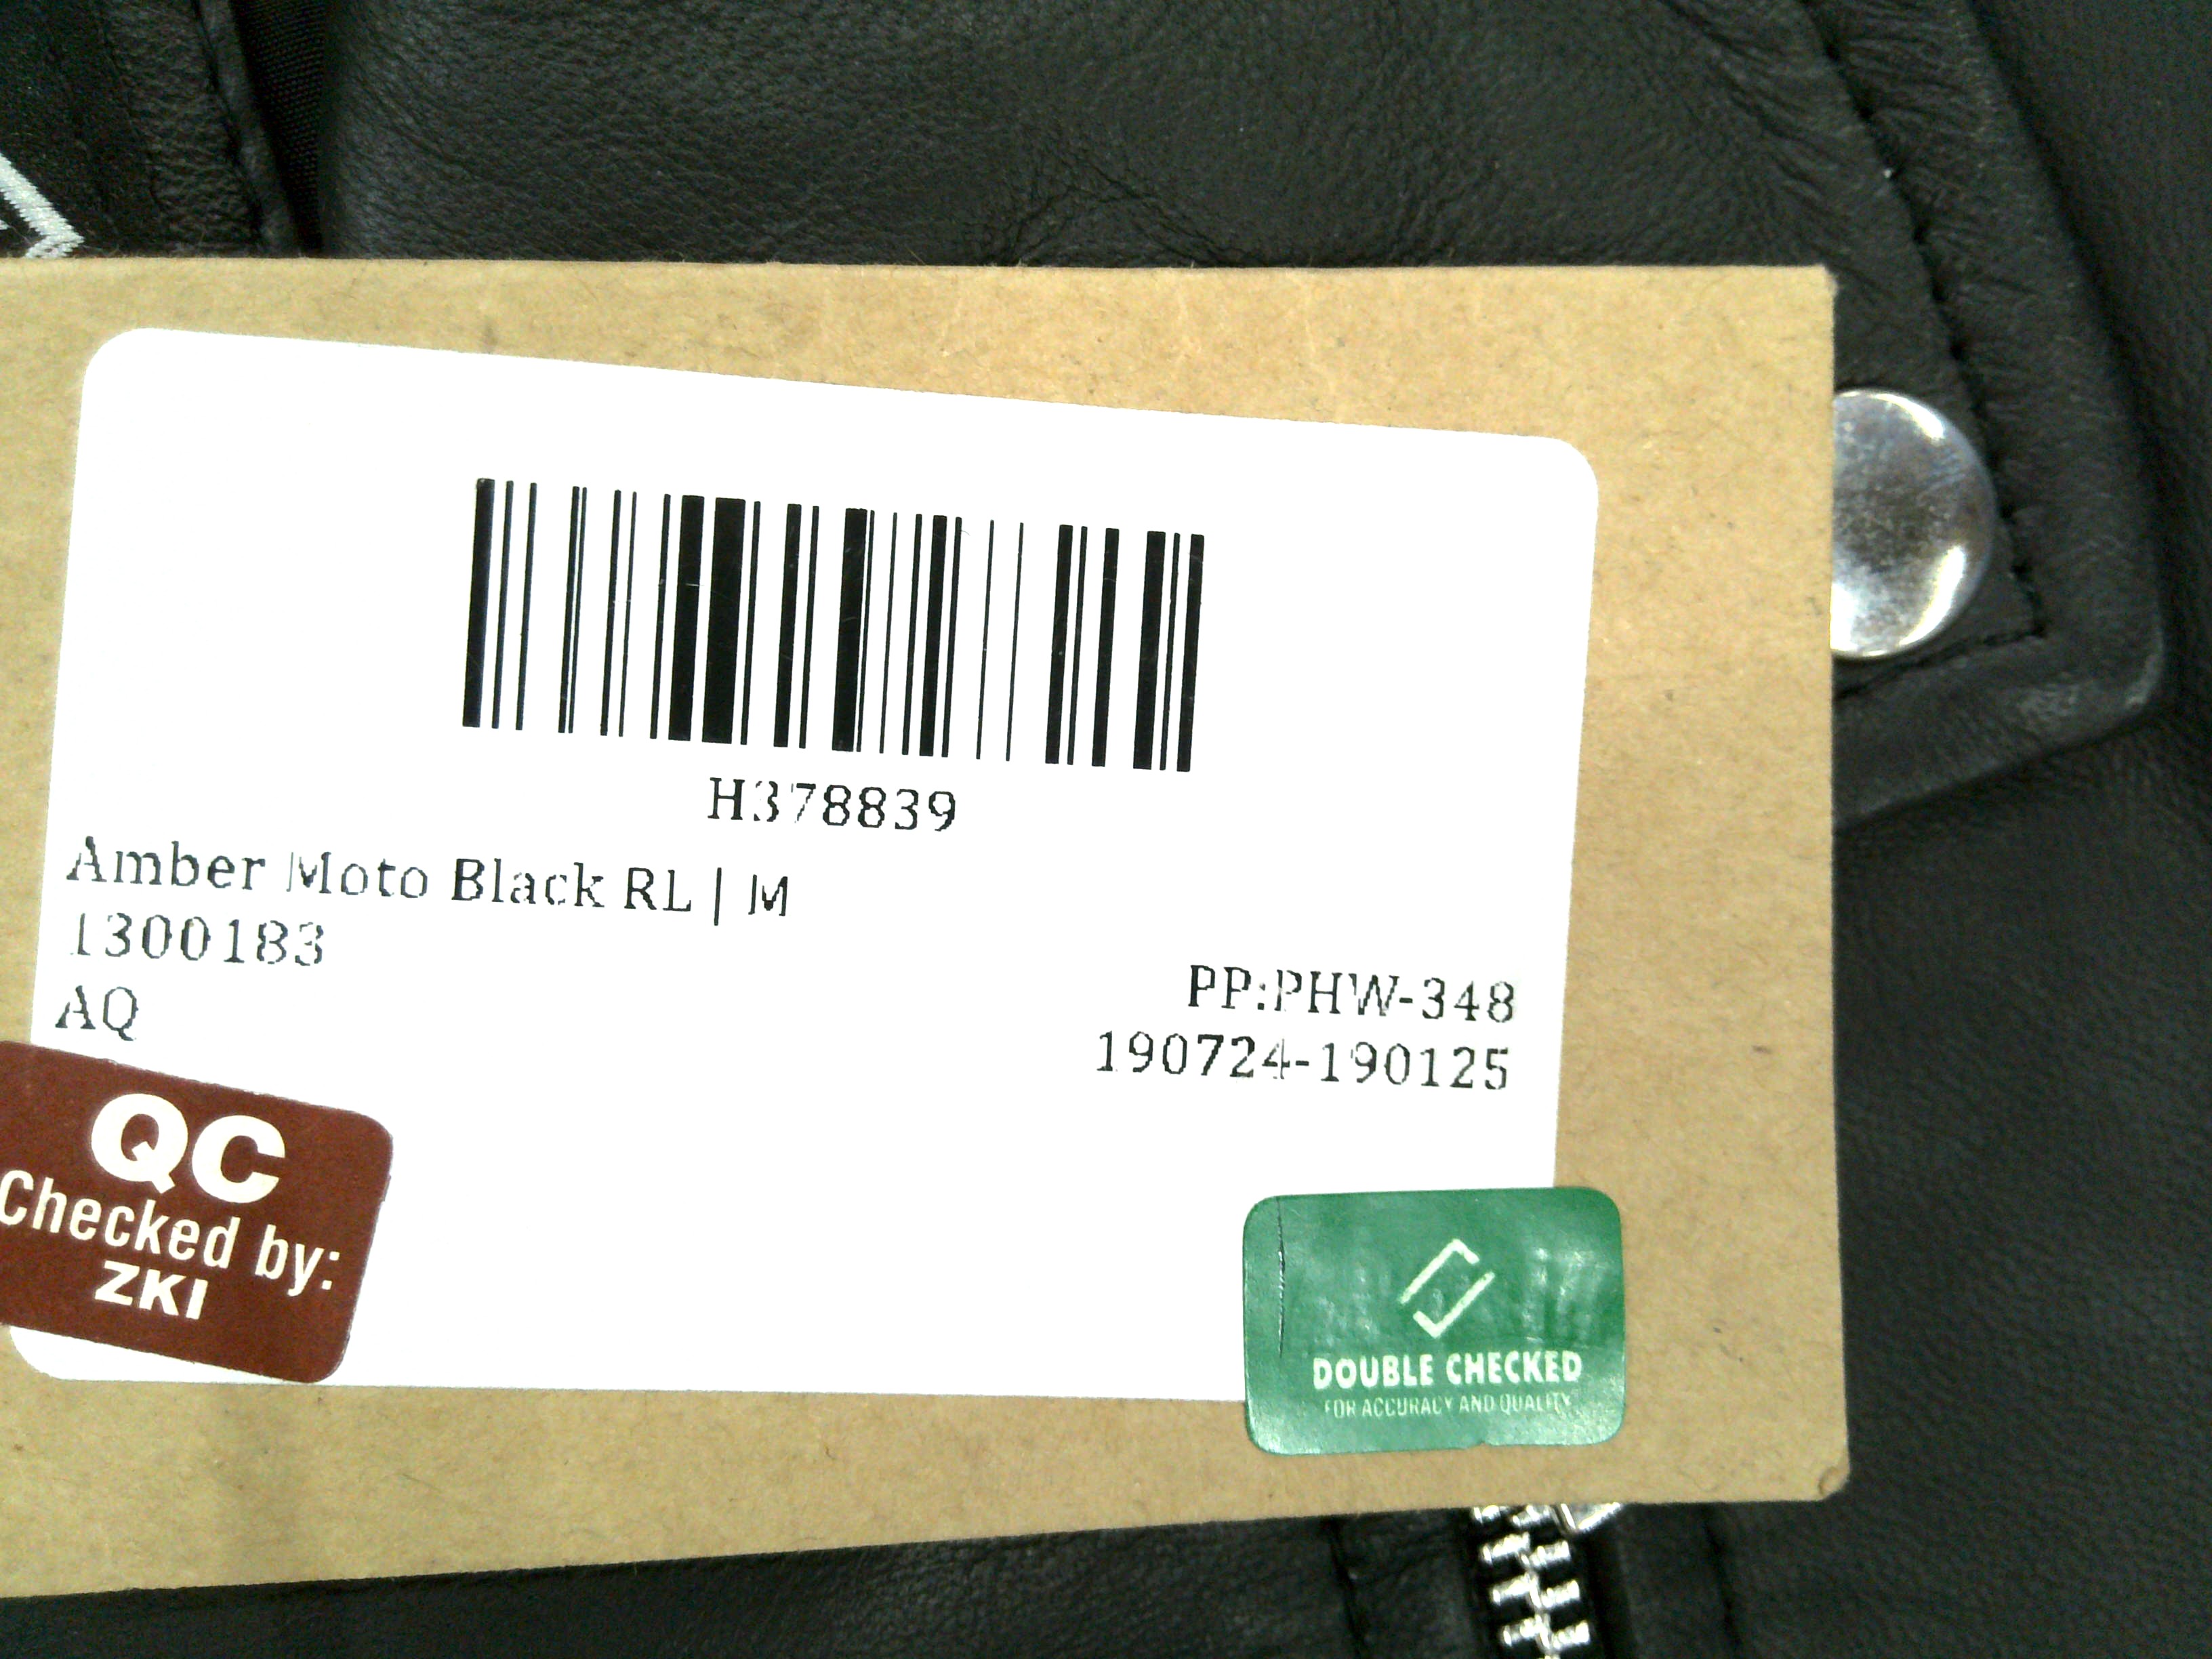 H378839
Amber Moto Black RL | M
1300183
AQ
PP:PHW-348
190724-190125
QC
Checked by:
ZKI
DOUBLE CHECKED
FOR ACCURACY AND QUALITY